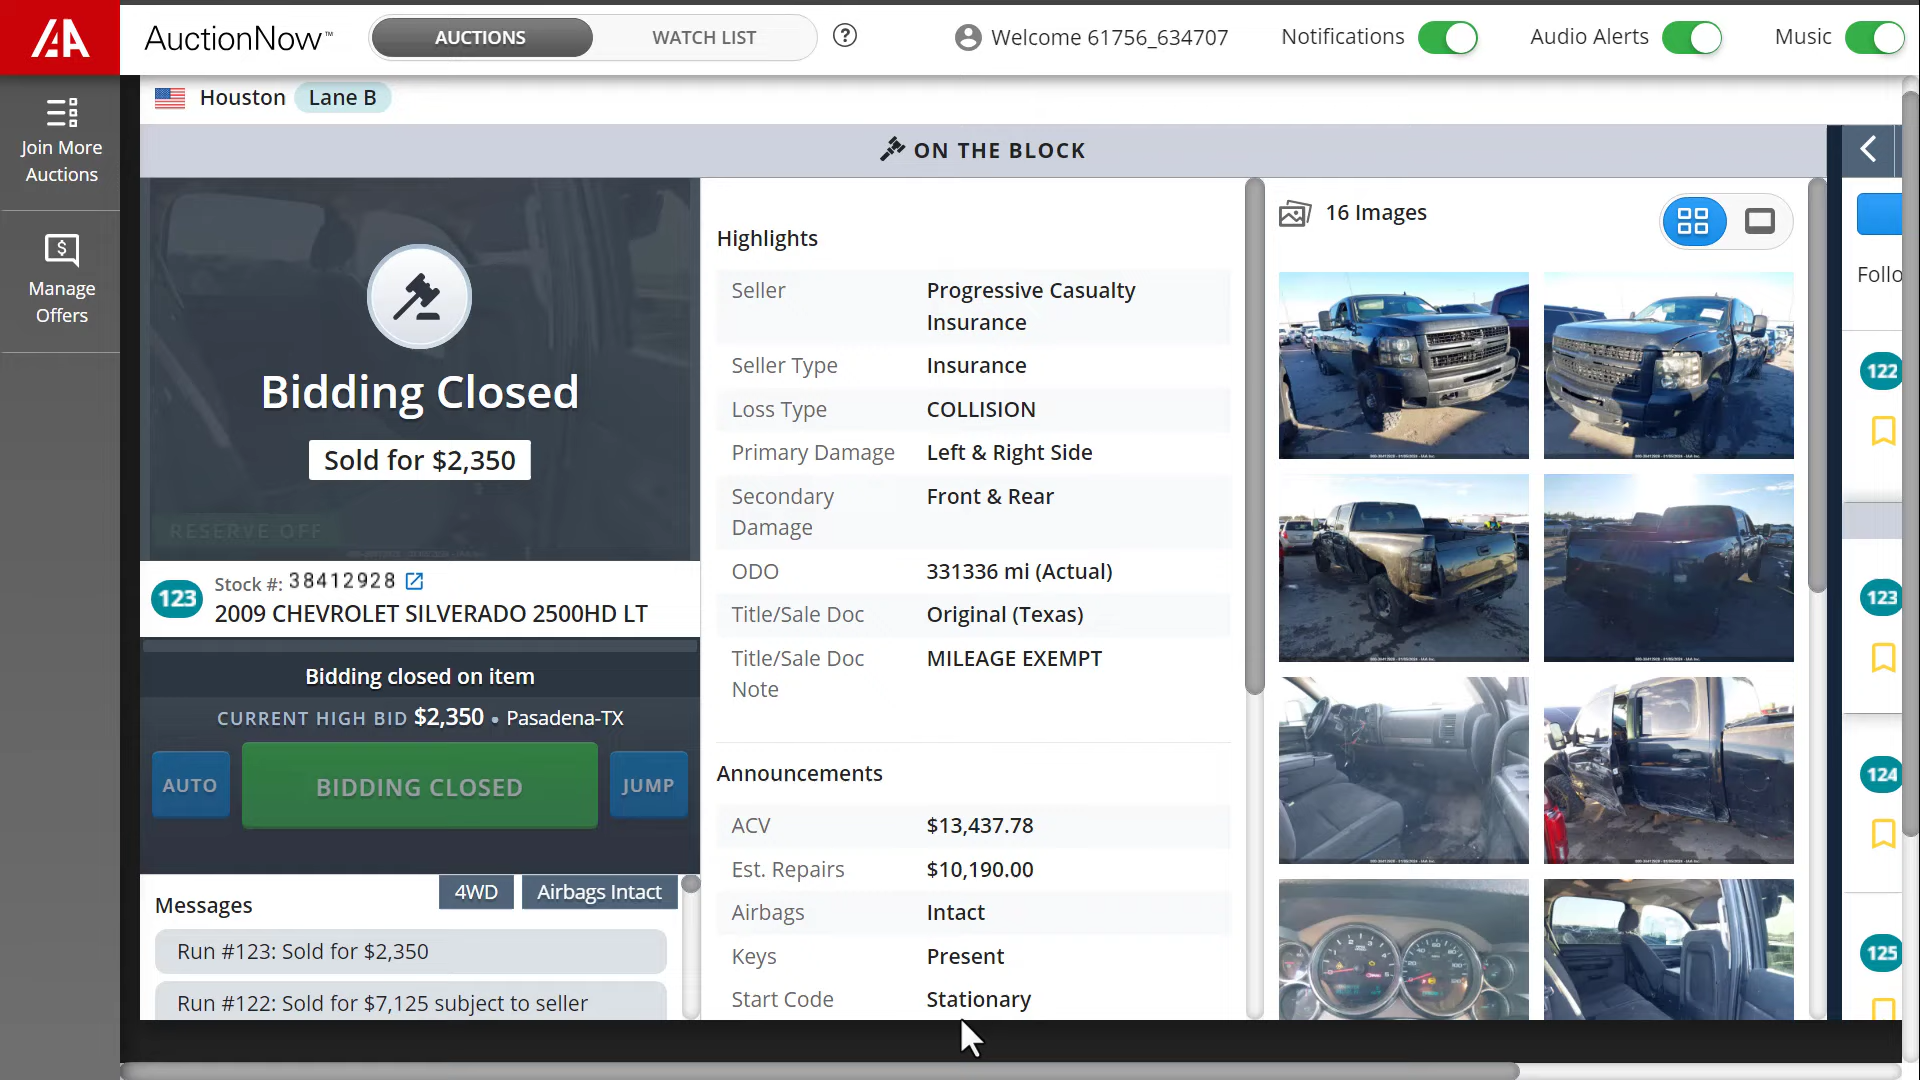 IAA
AuctionNow™
AUCTIONS
WATCH LIST
?
Welcome 61756_634707
Notifications
Audio Alerts
Music
Join More
Auctions
Manage
Offers
Houston
Lane B
ON THE BLOCK
Bidding Closed
Sold for $2,350
RESERVE OFF
123
Stock #: 38412928
2009 CHEVROLET SILVERADO 2500HD LT
Bidding closed on item
CURRENT HIGH BID $2,350 • Pasadena-TX
AUTO
BIDDING CLOSED
JUMP
Messages
4WD
Airbags Intact
Run #123: Sold for $2,350
Run #122: Sold for $7,125 subject to seller
Highlights
Seller
Progressive Casualty
Insurance
Seller Type
Insurance
Loss Type
COLLISION
Primary Damage
Left & Right Side
Secondary
Damage
Front & Rear
ODO
331336 mi (Actual)
Title/Sale Doc
Original (Texas)
Title/Sale Doc
Note
MILEAGE EXEMPT
Announcements
ACV
$13,437.78
Est. Repairs
$10,190.00
Airbags
Intact
Keys
Present
Start Code
Stationary
16 Images
Follo
122
123
124
125